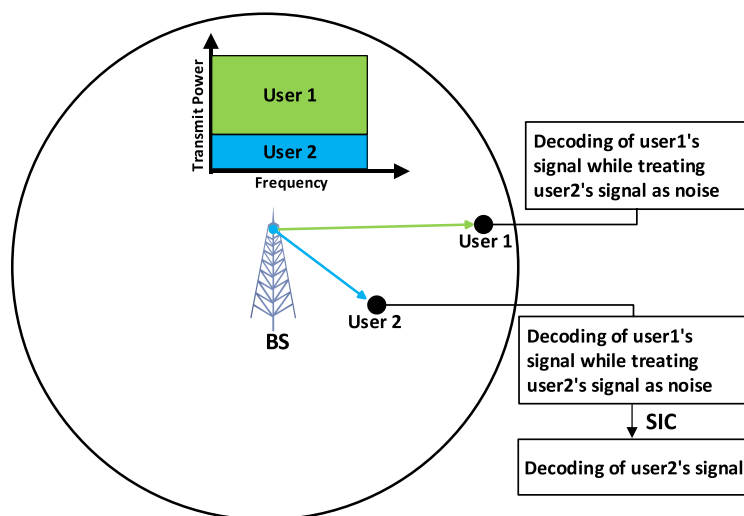 Transmit Power
User 1
User 2
Frequency
Decoding of user1's
signal while treating
user2's signal as noise
User 1
User 2
BS
Decoding of user1's
signal while treating
user2's signal as noise
SIC
Decoding of user2's signal